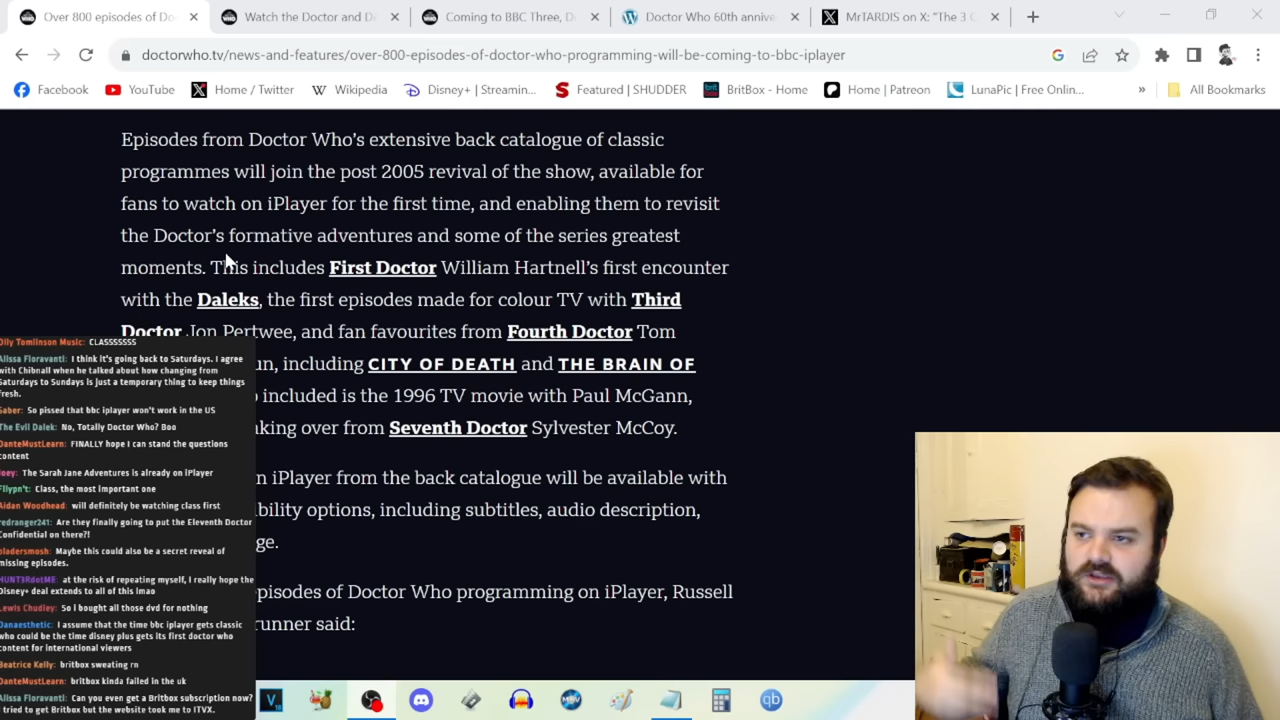 Over 800 episodes of Do
Watch the Doctor and D
Coming to BBC Three, D
Doctor Who 60th annive
MrTARDIS on X: "The 3 C
doctorwho.tv/news-and-features/over-800-episodes-of-doctor-who-programming-will-be-coming-to-bbc-iplayer
Facebook
YouTube
Home / Twitter
Wikipedia
Disney+ | Streamin...
Featured | SHUDDER
BritBox - Home
Home | Patreon
LunaPic | Free Onlin...
»
All Bookmarks
Episodes from Doctor Who's extensive back catalogue of classic
programmes will join the post 2005 revival of the show, available for
fans to watch on iPlayer for the first time, and enabling them to revisit
the Doctor's formative adventures and some of the series greatest
moments. This includes First Doctor William Hartnell's first encounter
with the Daleks, the first episodes made for colour TV with Third
Doctor Jon Pertwee, and fan favourites from Fourth Doctor Tom
un, including CITY OF DEATH and THE BRAIN OF
included is the 1996 TV movie with Paul McGann,
king over from Seventh Doctor Sylvester McCoy.
n iPlayer from the back catalogue will be available with
bility options, including subtitles, audio description,
ge.
pisodes of Doctor Who programming on iPlayer, Russell
runner said:
Olly Tomlinson Music: CLASSSSSSS
Alissa Floravanti: I think it's going back to Saturdays. I agree
with Chibnall when he talked about how changing from
Saturdays to Sundays is just a temporary thing to keep things
fresh.
Saber: So pissed that bbc iplayer won't work in the US
The Evil Dalek: No, Totally Doctor Who? Boo
DanteMustLearn: FINALLY hope I can stand the questions
content
Joey: The Sarah Jane Adventures is already on iPlayer
Fllypn't: Class, the most important one
Aidan Woodhead: will definitely be watching class first
redranger241: Are they finally going to put the Eleventh Doctor
Confidential on there?!
bladersmosh: Maybe this could also be a secret reveal of
missing episodes.
HUNT3RdotME: at the risk of repeating myself, I really hope the
Disney+ deal extends to all of this lmao
Lewis Chudley: So I bought all those dvd for nothing
Danaesthetic: I assume that the time bbc iplayer gets classic
who could be the time disney plus gets its first doctor who
content for international viewers
Beatrice Kelly: britbox sweating rn
DanteMustLearn: britbox kinda failed in the uk
Alissa Floravanti: Can you even get a Britbox subscription now?
I tried to get Britbox but the website took me to ITVX.